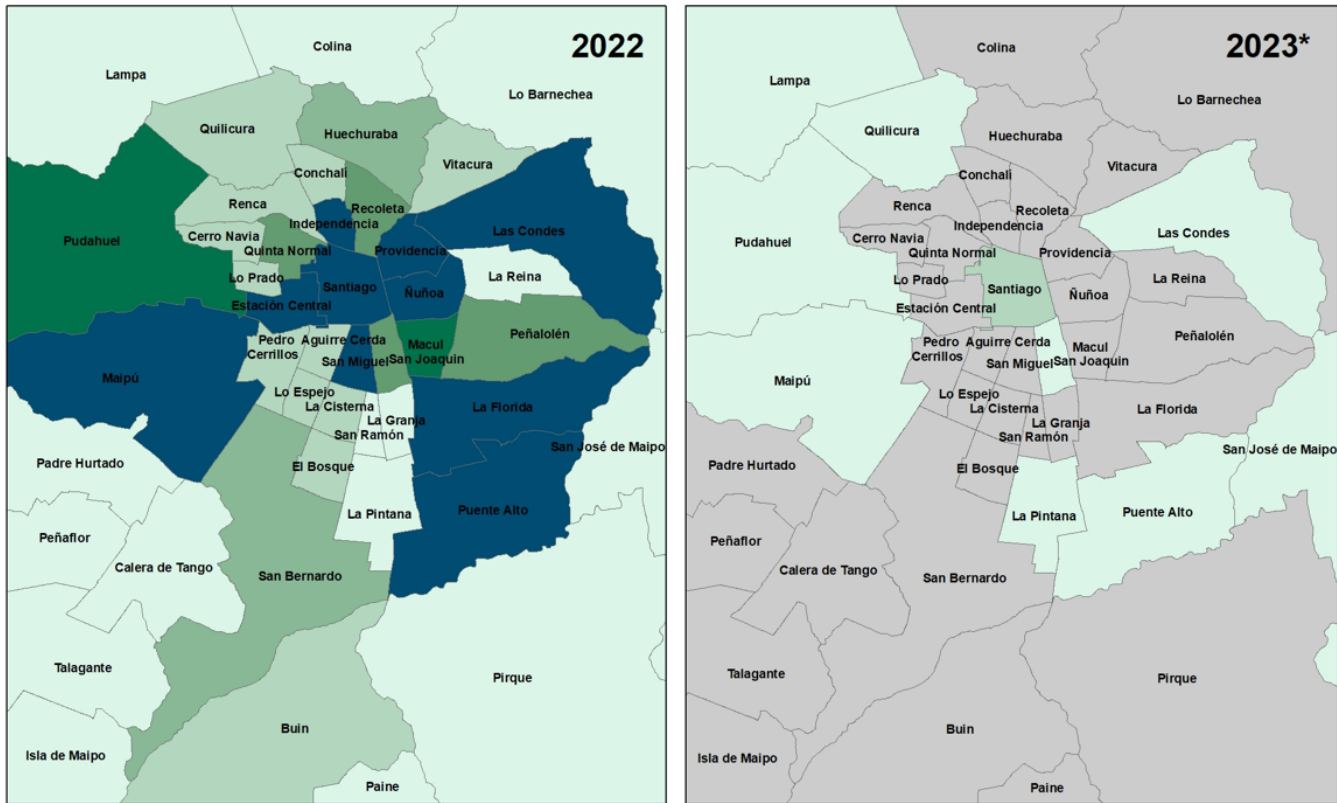 2022
Colina
Lampa
Lo Barnechea
Quilicura
Huechuraba
Vitacura
Conchalí
Renca
Recoleta
Independencia
Las Condes
Cerro Navia
Pudahuel
Quinta Normal
Providencia
La Reina
Lo Prado
Santiago
Ñuñoa
Estación Central
Peñalolén
Pedro Aguirre Cerda
Macul
Cerrillos
San Miguel
San Joaquin
Maipú
Lo Espejo
La Cisterna
La Florida
La Granja
San Ramón
San José de Maipo
Padre Hurtado
El Bosque
La Pintana
Puente Alto
Peñaflor
Calera de Tango
San Bernardo
Talagante
Pirque
Buin
Isla de Maipo
Paine
2023*
Colina
Lampa
Lo Barnechea
Quilicura
Huechuraba
Vitacura
Conchalí
Renca
Recoleta
Independencia
Las Condes
Cerro Navia
Pudahuel
Quinta Normal
Providencia
La Reina
Lo Prado
Santiago
Ñuñoa
Estación Central
Peñalolén
Pedro Aguirre Cerda
Macul
Cerrillos
San Miguel
San Joaquin
Maipú
Lo Espejo
La Cisterna
La Florida
La Granja
San Ramón
San José de Maipo
Padre Hurtado
El Bosque
La Pintana
Puente Alto
Peñaflor
Calera de Tango
San Bernardo
Talagante
Pirque
Buin
Isla de Maipo
Paine